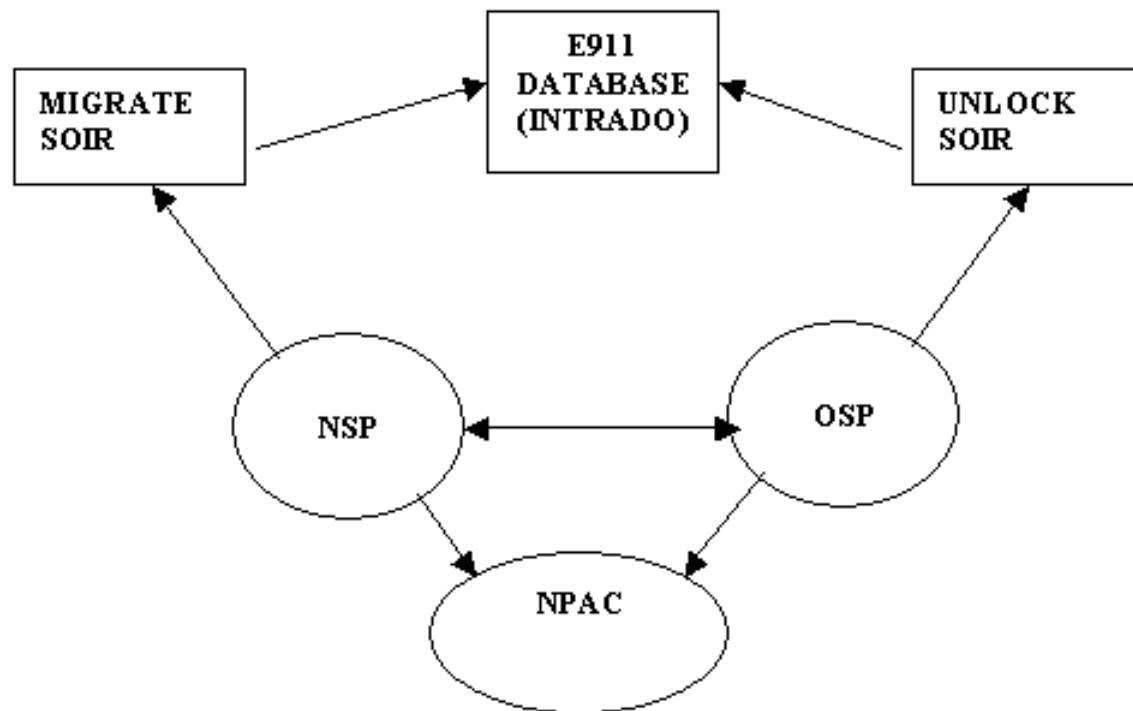 E911
DATABASE
(INTRADO)
MIGRATE
SOIR
UNLOCK
SOIR
NSP
OSP
NPAC